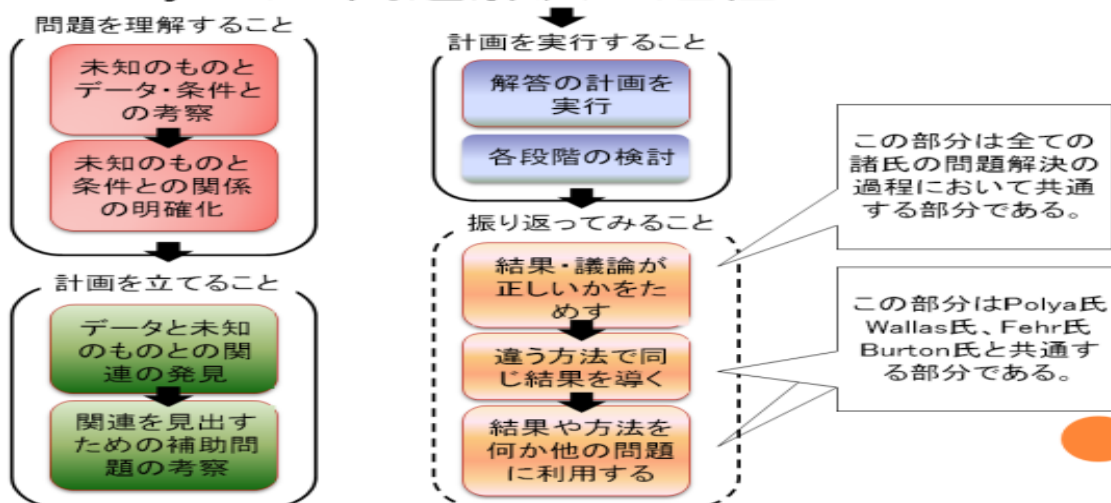 問題を理解すること
未知のものと
データ・条件と
の考察
未知のものと
条件との関係
の明確化
計画を立てること
データと未知
のものとの関
連の発見
関連を見出す
ための補助問
題の考察
計画を実行すること
解答の計画を
実行
各段階の検討
振り返ってみること
結果・議論が
正しいかをた
めす
違う方法で同
じ結果を導く
結果や方法を
何か他の問題
に利用する
この部分は全ての
諸氏の問題解決の
過程において共通
する部分である。
この部分はPolya氏
Wallas氏、Fehr氏
Burton氏と共通す
る部分である。